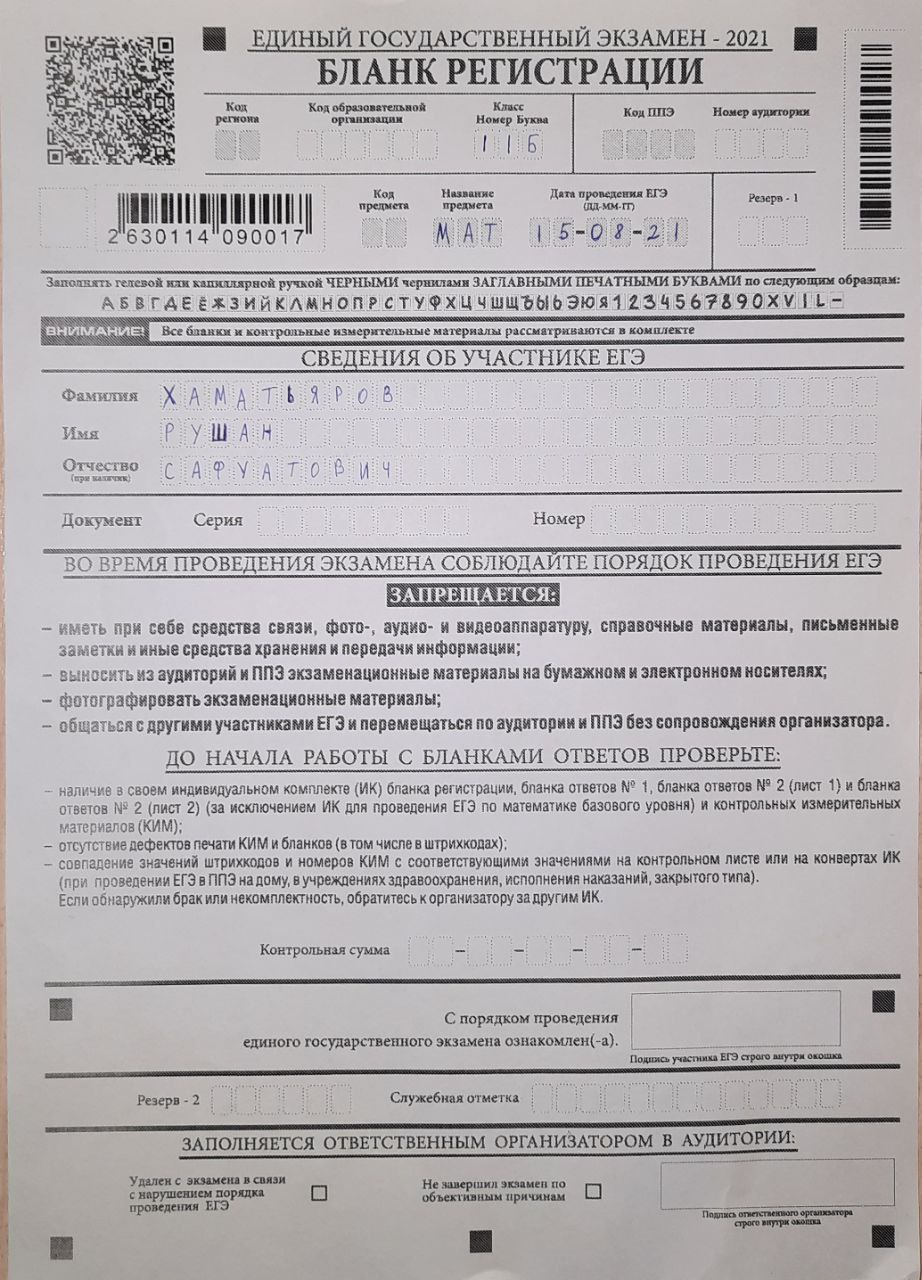 ЕДИНЫЙ ГОСУДАРСТВЕННЫЙ ЭКЗАМЕН - 2021
БЛАНК РЕГИСТРАЦИИ
Код региона
Код образовательной организации
Класс Номер Буква
Код ППЭ
Номер аудитории
11Б
2 630114 090017
Код предмета
Название предмета
Дата проведения ЕГЭ (ДД-ММ-ГГ)
Резерв - 1
МАТ
15-08-21
Заполнять гелевой или капиллярной ручкой ЧЕРНЫМИ чернилами ЗАГЛАВНЫМИ ПЕЧАТНЫМИ БУКВАМИ по следующим образцам:
АБВГДЕЁЖЗИЙКЛМНОПРСТУФХЦЧШЩЪЫЬЭЮЯ1234567890XVIL-
ВНИМАНИЕ! Все бланки и контрольные измерительные материалы рассматриваются в комплекте
СВЕДЕНИЯ ОБ УЧАСТНИКЕ ЕГЭ
Фамилия ХАМАТЬЯРОВ
Имя РУШАН
Отчество САФУАТОВИЧ
(при наличии)
Документ Серия Номер
ВО ВРЕМЯ ПРОВЕДЕНИЯ ЭКЗАМЕНА СОБЛЮДАЙТЕ ПОРЯДОК ПРОВЕДЕНИЯ ЕГЭ
ЗАПРЕЩАЕТСЯ:
– иметь при себе средства связи, фото-, аудио- и видеоаппаратуру, справочные материалы, письменные
заметки и иные средства хранения и передачи информации;
– выносить из аудиторий и ППЭ экзаменационные материалы на бумажном и электронном носителях;
– фотографировать экзаменационные материалы;
– общаться с другими участниками ЕГЭ и перемещаться по аудитории и ППЭ без сопровождения организатора.
ДО НАЧАЛА РАБОТЫ С БЛАНКАМИ ОТВЕТОВ ПРОВЕРЬТЕ:
– наличие в своем индивидуальном комплекте (ИК) бланка регистрации, бланка ответов № 1, бланка ответов № 2 (лист 1) и бланка
ответов № 2 (лист 2) (за исключением ИК для проведения ЕГЭ по математике базового уровня) и контрольных измерительных
материалов (КИМ);
– отсутствие дефектов печати КИМ и бланков (в том числе в штрихкодах);
– совпадение значений штрихкодов и номеров КИМ с соответствующими значениями на контрольном листе или на конвертах ИК
(при проведении ЕГЭ в ППЭ на дому, в учреждениях здравоохранения, исполнения наказаний, закрытого типа).
Если обнаружили брак или некомплектность, обратитесь к организатору за другим ИК.
Контрольная сумма - - - -
С порядком проведения
единого государственного экзамена ознакомлен(-а).
Подпись участника ЕГЭ строго внутри окошка
Резерв - 2 Служебная отметка
ЗАПОЛНЯЕТСЯ ОТВЕТСТВЕННЫМ ОРГАНИЗАТОРОМ В АУДИТОРИИ:
Удален с экзамена в связи
с нарушением порядка
проведения ЕГЭ
Не завершил экзамен по
объективным причинам
Подпись ответственного организатора
строго внутри окошка